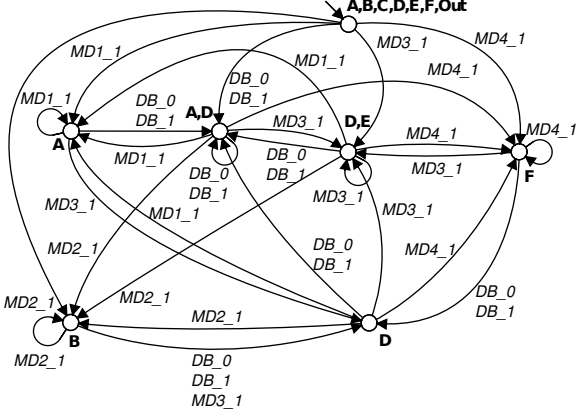 A,B,C,D,E,F,Out
MD1_1
MD3_1
MD4_1
MD1_1
MD4_1
DB_0
DB_1
MD1_1
DB_0
DB_1
A,D
MD3_1
D,E
MD4_1
MD4_1
A
MD1_1
DB_0
DB_1
MD3_1
F
DB_0
DB_1
MD3_1
MD3_1
MD1_1
MD3_1
MD2_1
DB_0
DB_1
MD4_1
MD2_1
MD2_1
MD2_1
DB_0
DB_1
B
D
MD2_1
DB_0
DB_1
MD3_1